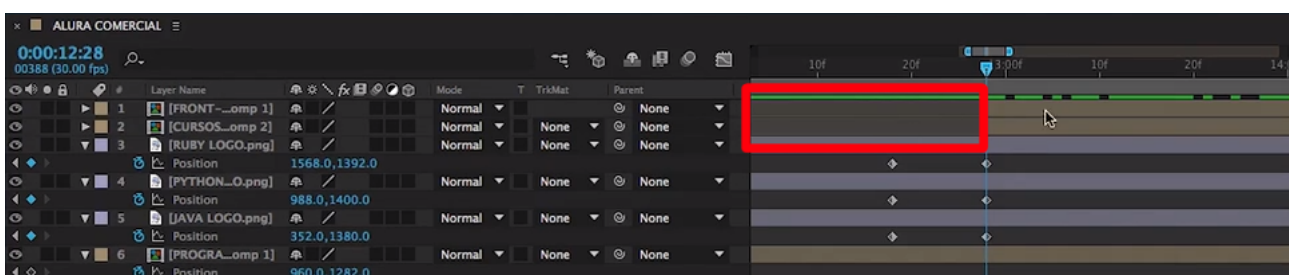 × ALURA COMERCIAL ≡
0:00:12:28
00388 (30.00 fps)
10f 20f 3:00f 10f 20f 14:
# Layer Name fx Mode T TrkMat Parent
1 [FRONT-...omp 1] Normal None
2 [CURSOS...omp 2] Normal None None
3 [RUBY LOGO.png] Normal None None
Position 1568.0,1392.0
4 [PYTHON...O.png] Normal None None
Position 988.0,1400.0
5 [JAVA LOGO.png] Normal None None
Position 352.0,1380.0
6 [PROGRA...omp 1] Normal None None
Position 960.0,1282.0